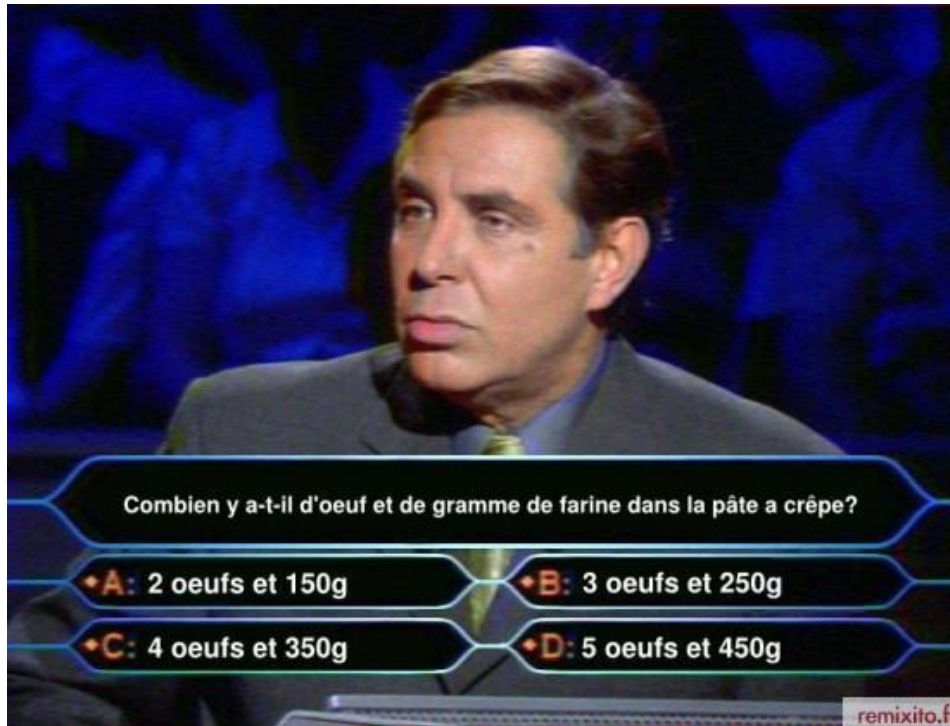 Combien y a-t-il d'oeuf et de gramme de farine dans la pâte a crêpe?
A: 2 oeufs et 150g
B: 3 oeufs et 250g
C: 4 oeufs et 350g
D: 5 oeufs et 450g